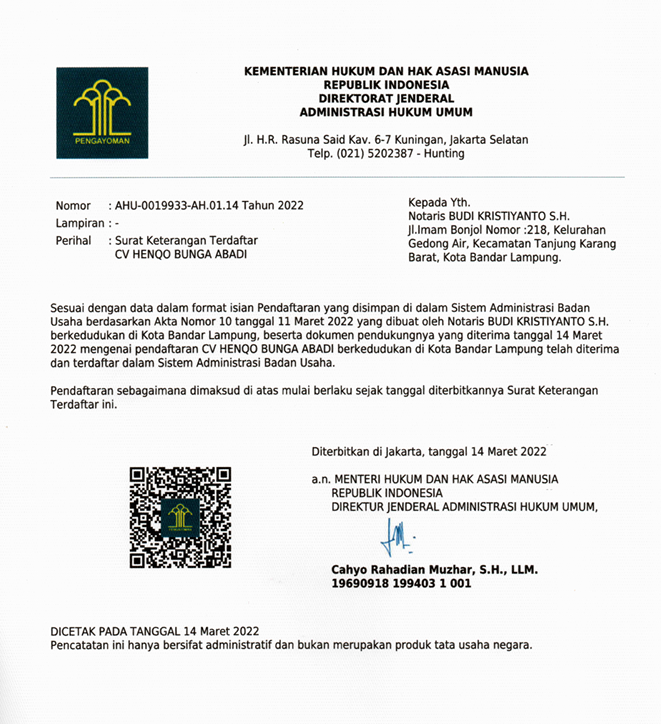 PENGAYOMAN
KEMENTERIAN HUKUM DAN HAK ASASI MANUSIA
REPUBLIK INDONESIA
DIREKTORAT JENDERAL
ADMINISTRASI HUKUM UMUM
Jl. H.R. Rasuna Said Kav. 6-7 Kuningan, Jakarta Selatan
Telp. (021) 5202387 - Hunting
Nomor : AHU-0019933-AH.01.14 Tahun 2022
Lampiran : -
Perihal : Surat Keterangan Terdaftar
CV HENQO BUNGA ABADI
Kepada Yth.
Notaris BUDI KRISTIYANTO S.H.
Jl.Imam Bonjol Nomor :218, Kelurahan
Gedong Air, Kecamatan Tanjung Karang
Barat, Kota Bandar Lampung.
Sesuai dengan data dalam format isian Pendaftaran yang disimpan di dalam Sistem Administrasi Badan
Usaha berdasarkan Akta Nomor 10 tanggal 11 Maret 2022 yang dibuat oleh Notaris BUDI KRISTIYANTO S.H.
berkedudukan di Kota Bandar Lampung, beserta dokumen pendukungnya yang diterima tanggal 14 Maret
2022 mengenai pendaftaran CV HENQO BUNGA ABADI berkedudukan di Kota Bandar Lampung telah diterima
dan terdaftar dalam Sistem Administrasi Badan Usaha.
Pendaftaran sebagaimana dimaksud di atas mulai berlaku sejak tanggal diterbitkannya Surat Keterangan
Terdaftar ini.
Diterbitkan di Jakarta, tanggal 14 Maret 2022
a.n. MENTERI HUKUM DAN HAK ASASI MANUSIA
REPUBLIK INDONESIA
DIREKTUR JENDERAL ADMINISTRASI HUKUM UMUM,
PENGAYOMAN
Cahyo Rahadian Muzhar, S.H., LLM.
19690918 199403 1 001
DICETAK PADA TANGGAL 14 Maret 2022
Pencatatan ini hanya bersifat administratif dan bukan merupakan produk tata usaha negara.